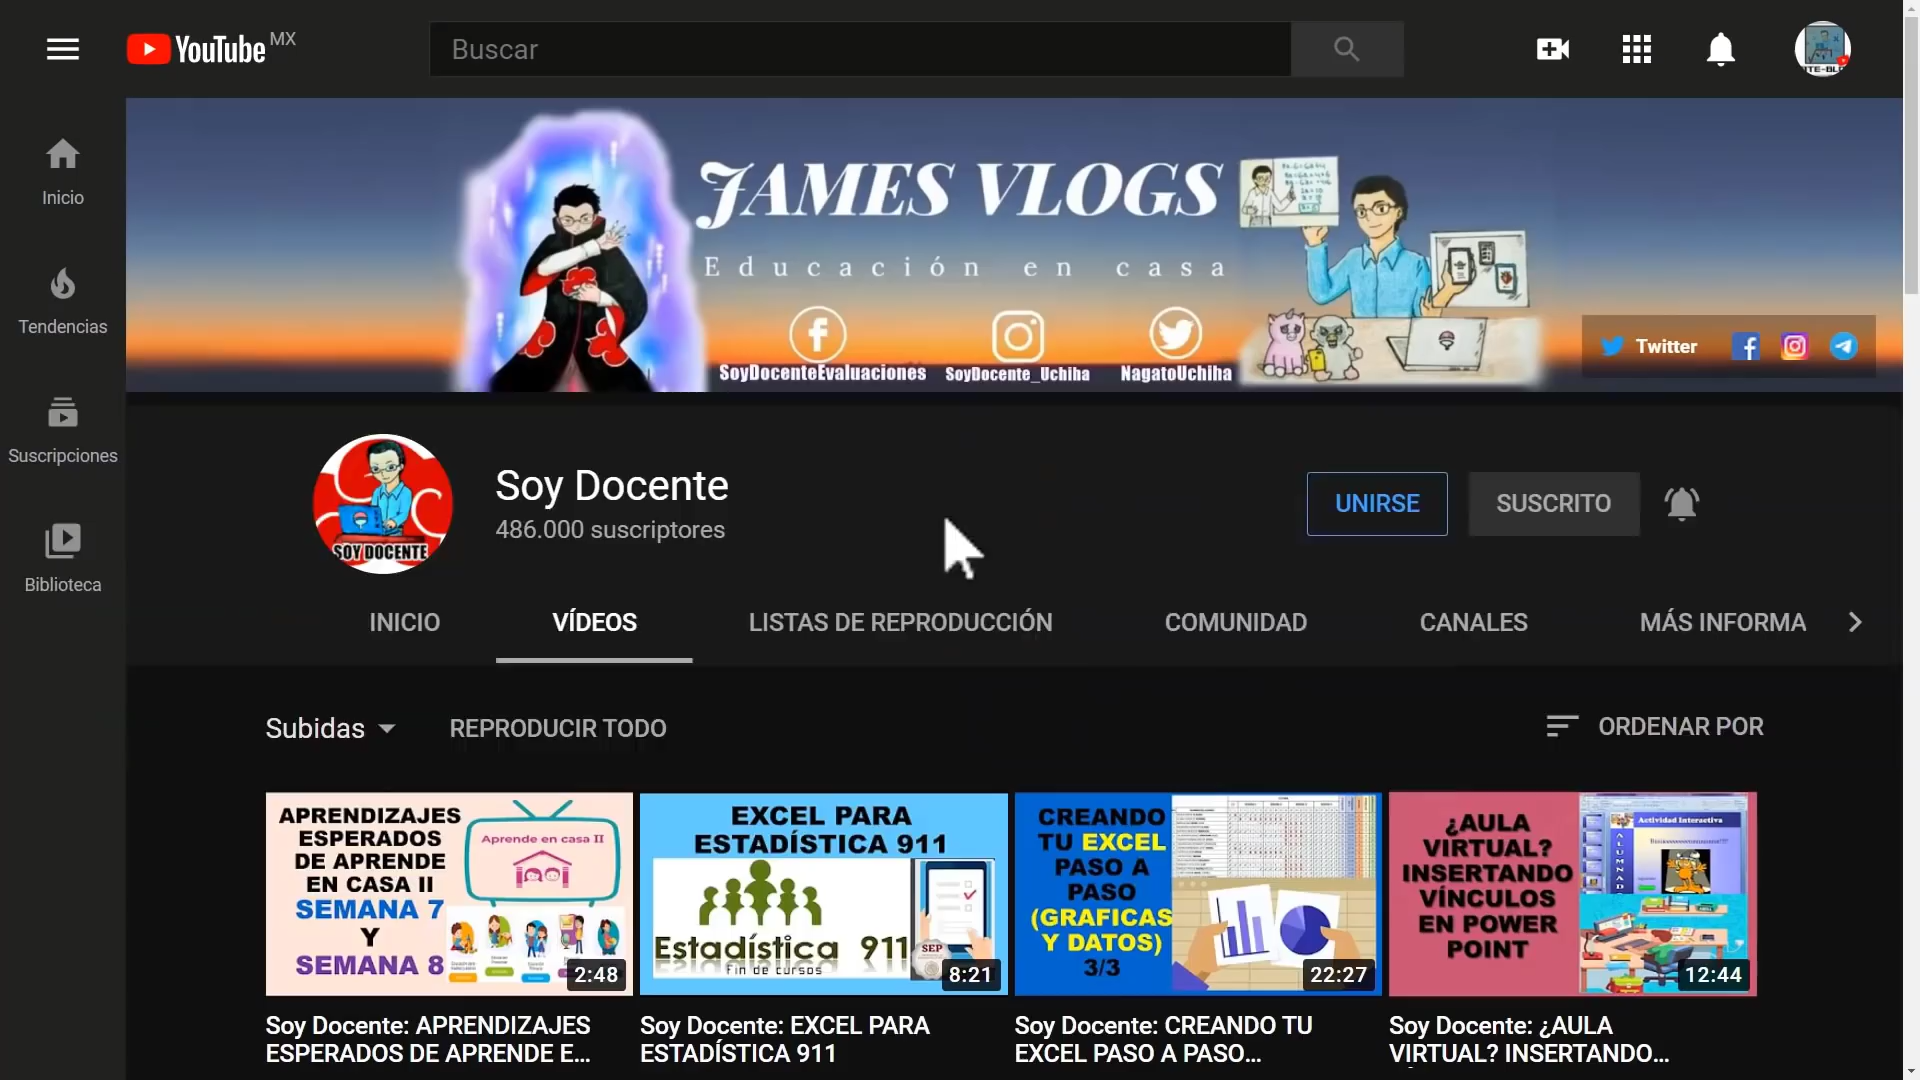 YouTube MX
Buscar
Inicio
Tendencias
Suscripciones
Biblioteca
JAMES VLOGS
Educación en casa
SoyDocenteEvaluaciones
SoyDocente_Uchiha
NagatoUchiha
Twitter
SOY DOCENTE
Soy Docente
486.000 suscriptores
UNIRSE
SUSCRITO
INICIO
VÍDEOS
LISTAS DE REPRODUCCIÓN
COMUNIDAD
CANALES
MÁS INFORMA
Subidas
REPRODUCIR TODO
ORDENAR POR
APRENDIZAJES
ESPERADOS
DE APRENDE
EN CASA II
SEMANA 7
Y
SEMANA 8
Aprende en casa II
2:48
EXCEL PARA
ESTADÍSTICA 911
Estadística 911
fin de cursos
SEP
8:21
CREANDO
TU EXCEL
PASO A
PASO
(GRAFICAS
Y DATOS)
3/3
22:27
¿AULA
VIRTUAL?
INSERTANDO
VÍNCULOS
EN POWER
POINT
Actividad Interactiva
ALUMNAD
12:44
Soy Docente: APRENDIZAJES
ESPERADOS DE APRENDE E...
Soy Docente: EXCEL PARA
ESTADÍSTICA 911
Soy Docente: CREANDO TU
EXCEL PASO A PASO...
Soy Docente: ¿AULA
VIRTUAL? INSERTANDO...